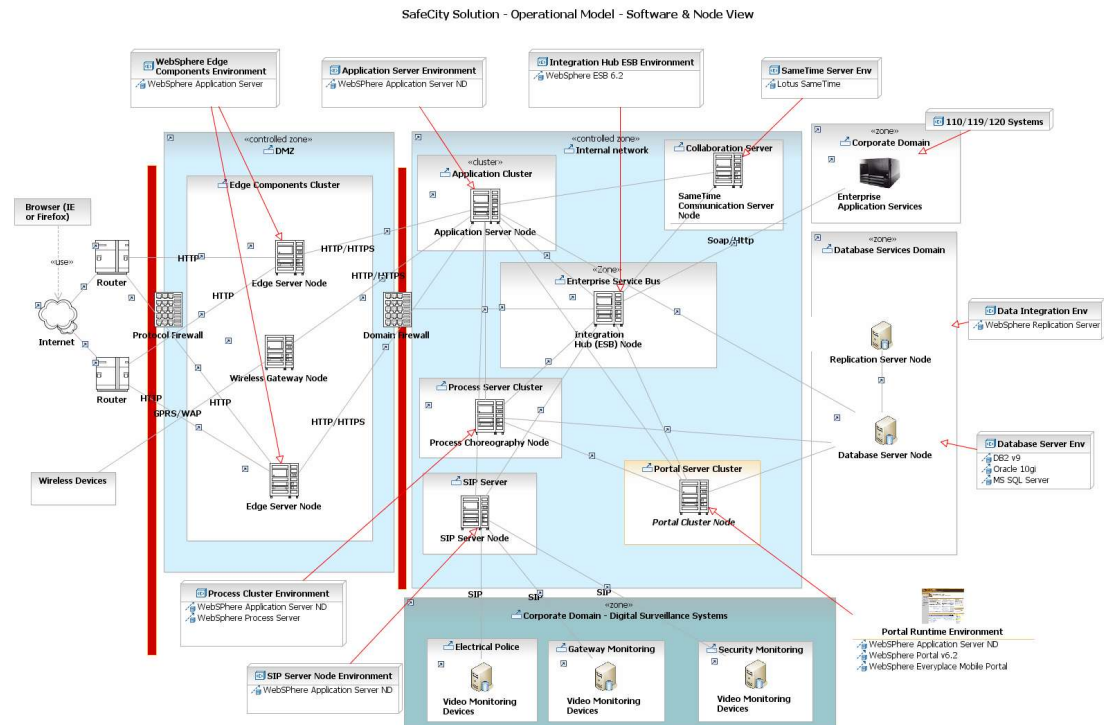 SafeCity Solution - Operational Model - Software & Node View
WebSphere Edge
Components Environment
WebSphere Application Server
Application Server Environment
WebSphere Application Server ND
Integration Hub ESB Environment
WebSphere ESB 6.2
SameTime Server Env
Lotus SameTime
110/119/120 Systems
«controlled zone»
DMZ
Edge Components Cluster
«controlled zone»
Internal network
«cluster»
Application Cluster
Application Server Node
Collaboration Server
SameTime
Communication Server
Node
«zone»
Corporate Domain
Enterprise
Application Services
Browser (IE
or Firefox)
«use»
Internet
Router
Router
Protocol Firewall
HTTP
HTTP
HTTP
HTTP
GPRS/WAP
Edge Server Node
Wireless Gateway Node
Edge Server Node
HTTP/HTTPS
HTTP/HTTPS
HTTP/HTTPS
Domain Firewall
Soap/Http
«Zone»
Enterprise Service Bus
Integration
Hub (ESB) Node
«zone»
Database Services Domain
Replication Server Node
Database Server Node
Data Integration Env
WebSphere Replication Server
Database Server Env
DB2 v9
Oracle 10gi
MS SQL Server
Process Server Cluster
Process Choreography Node
Portal Server Cluster
Portal Cluster Node
SIP Server
SIP Server Node
Wireless Devices
Process Cluster Environment
WebSPhere Application Server ND
WebSphere Process Server
SIP Server Node Environment
WebSPhere Application Server ND
SIP
SIP
SIP
«zone»
Corporate Domain - Digital Surveillance Systems
Electrical Police
Video Monitoring
Devices
Gateway Monitoring
Video Monitoring
Devices
Security Monitoring
Video Monitoring
Devices
Portal Runtime Environment
WebSphere Application Server ND
WebSphere Portal v6.2
WebSphere Everyplace Mobile Portal